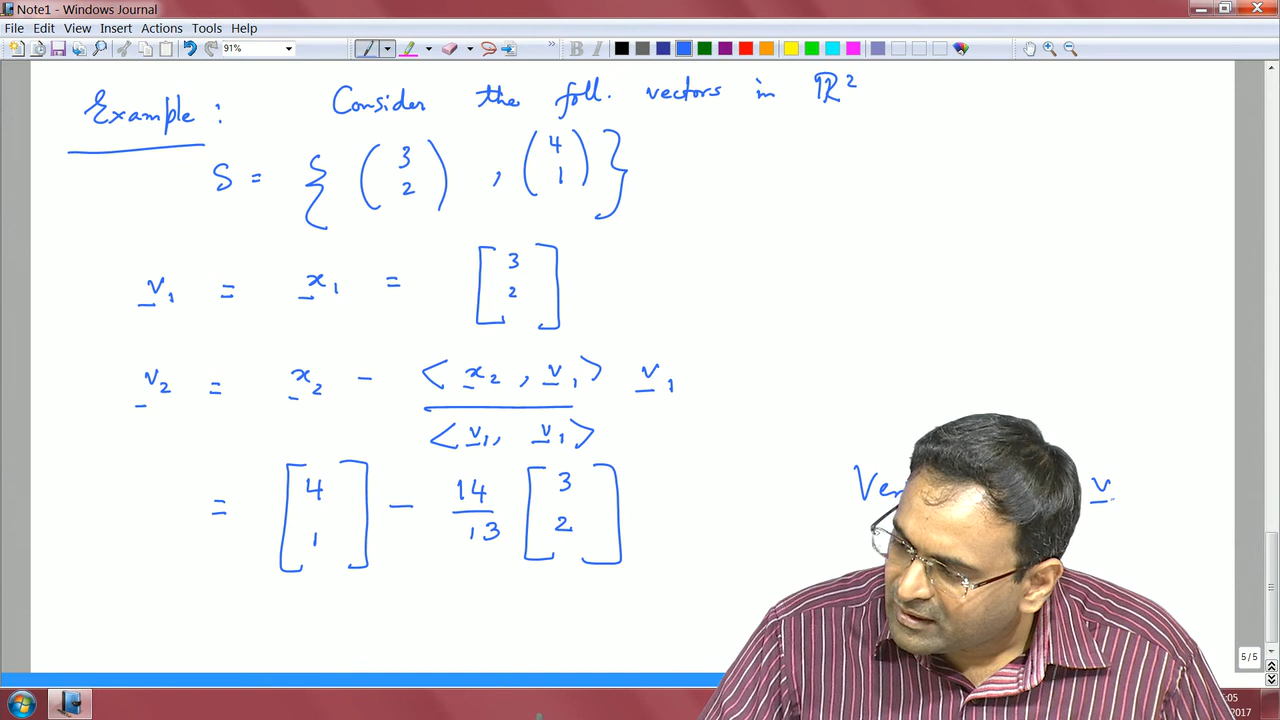 Note1 - Windows Journal
File Edit View Insert Actions Tools Help
91%
Example : Consider the foll. vectors in ℝ²
S = { ( 3 2 ) , ( 4 1 ) }
v₁ = x₁ = [ 3 2 ]
v₂ = x₂ - <x₂, v₁> / <v₁, v₁> v₁
= [ 4 1 ] - 14/13 [ 3 2 ] v
5/5
:05
2017